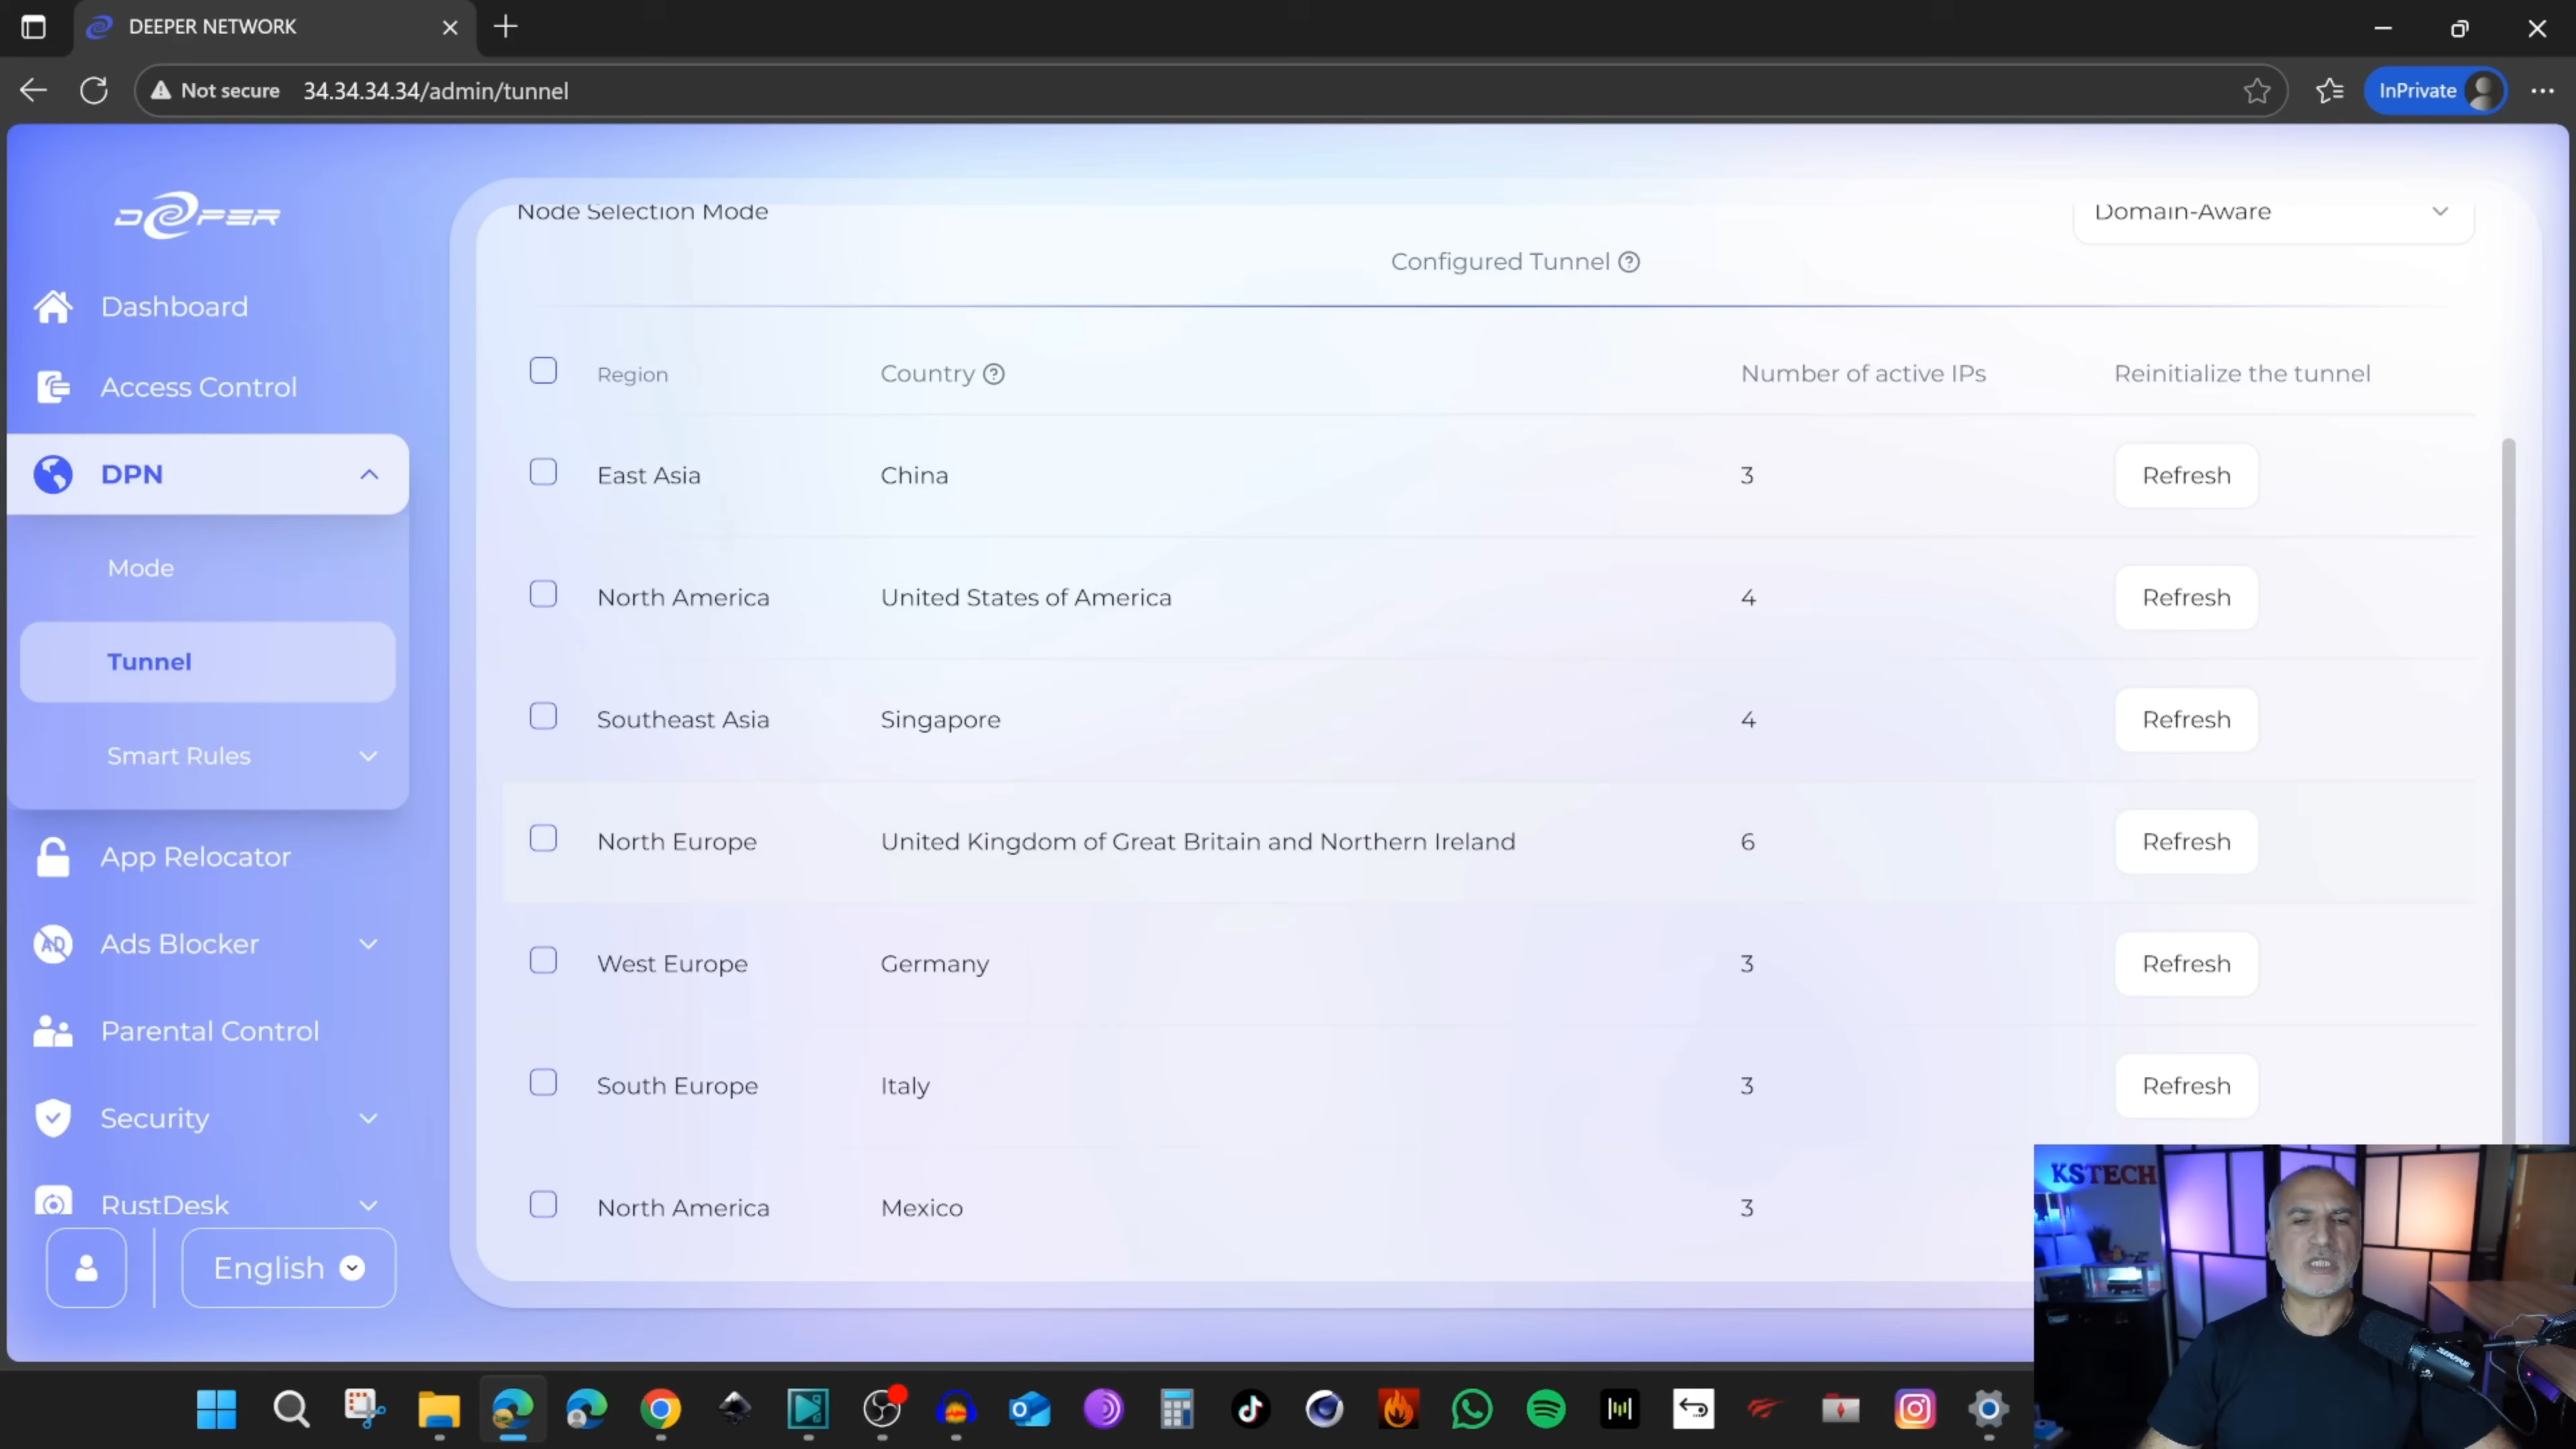 DEEPER NETWORK
Not secure 34.34.34.34/admin/tunnel
InPrivate
DEEPER
Dashboard
Access Control
DPN
Mode
Tunnel
Smart Rules
App Relocator
Ads Blocker
Parental Control
Security
RustDesk
English
Node Selection Mode Domain-Aware
Configured Tunnel
Region Country Number of active IPs Reinitialize the tunnel
East Asia China 3 Refresh
North America United States of America 4 Refresh
Southeast Asia Singapore 4 Refresh
North Europe United Kingdom of Great Britain and Northern Ireland 6 Refresh
West Europe Germany 3 Refresh
South Europe Italy 3 Refresh
North America Mexico 3
KSTECH
SHURE